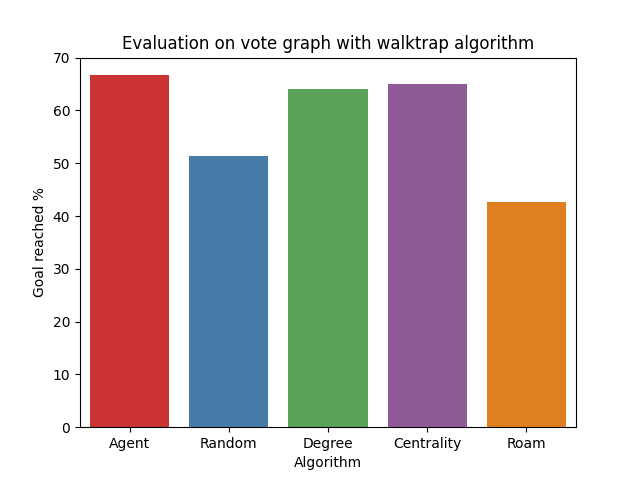 Evaluation on vote graph with walktrap algorithm
70
60
50
40
30
20
10
0
Goal reached %
Agent Random Degree Centrality Roam
Algorithm